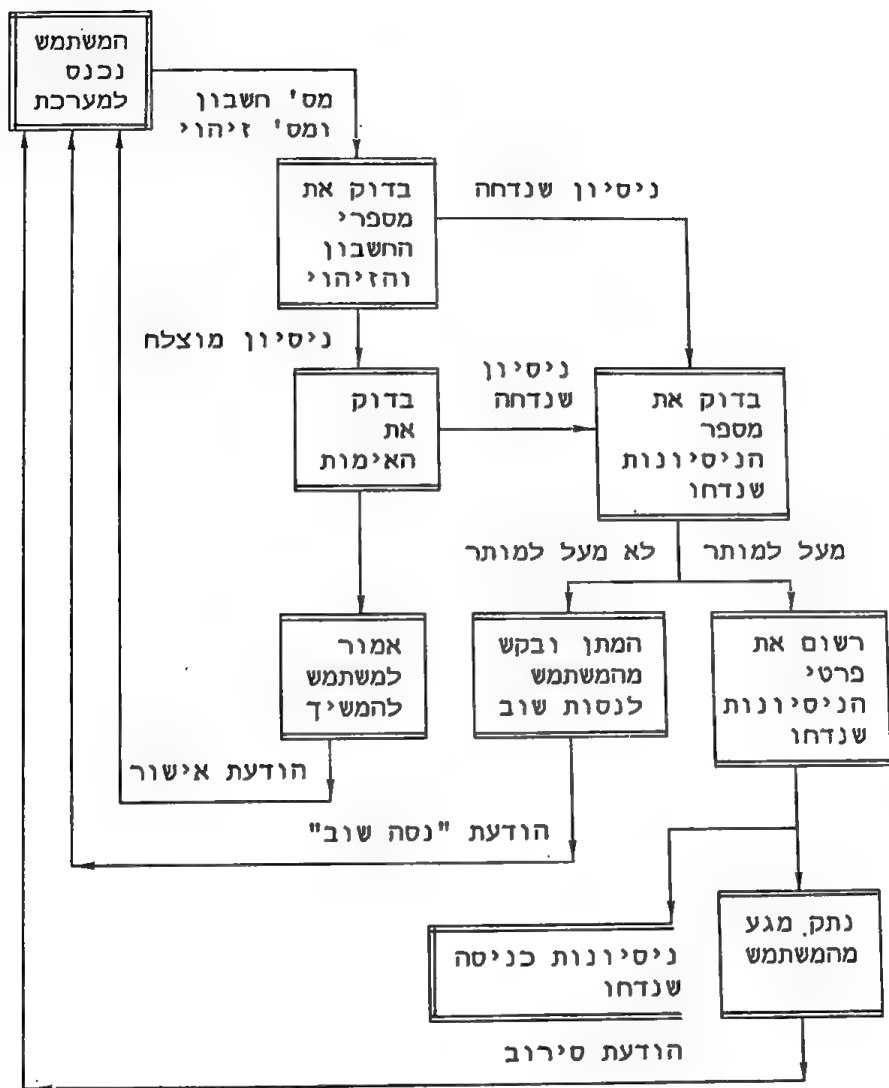 המשתמש
נכנס
למערכת
מס' חשבון
ומס' זיהוי
בדוק את
מספרי
החשבון
והזיהוי
ניסיון שנדחה
ניסיון מוצלח
בדוק
את
האימות
ניסיון
שנדחה
בדוק את
מספר
הניסיונות
שנדחו
לא מעל למותר
מעל למותר
אמור
למשתמש
להמשיך
המתן ובקש
מהמשתמש
לנסות שוב
רשום את
פרטי
הניסיונות
שנדחו
הודעת אישור
הודעת "נסה שוב"
ניסיונות כניסה
שנדחו
נתק מגע
מהמשתמש
הודעת סירוב